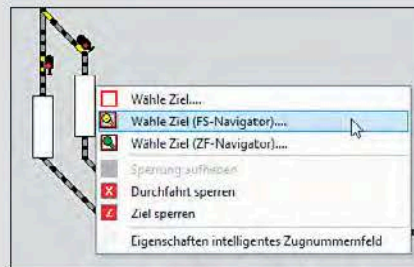 Wähle Ziel....
Wähle Ziel (FS-Navigator)....
Wähle Ziel (ZF-Navigator)....
Sperrung aufheben
Durchfahrt sperren
Ziel sperren
Eigenschaften intelligentes Zugnummernfeld